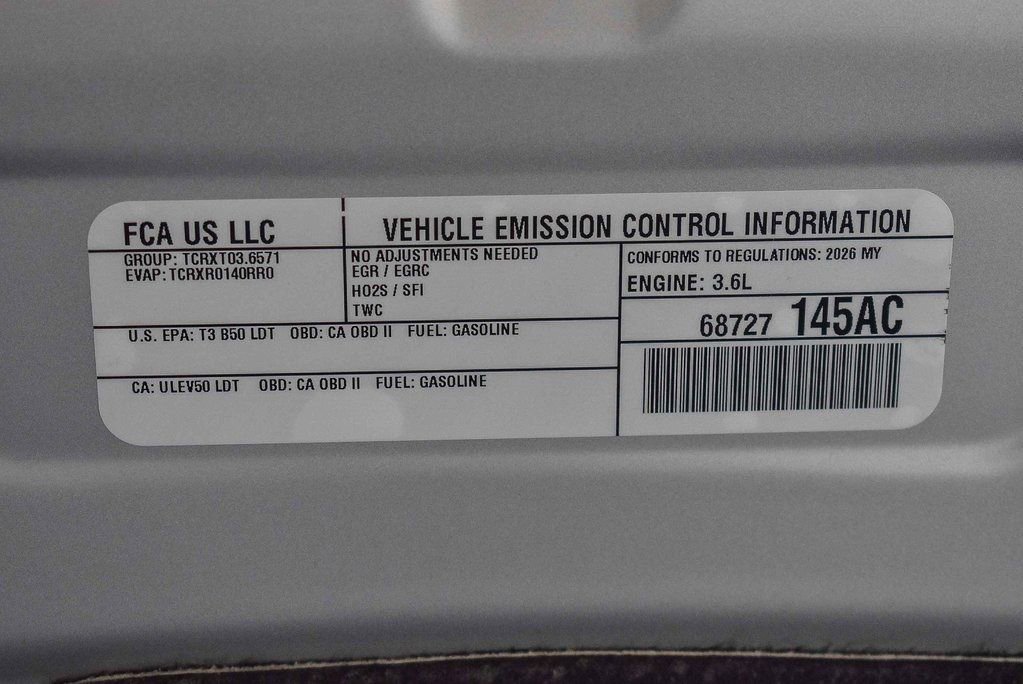 FCA US LLC
VEHICLE EMISSION CONTROL INFORMATION
GROUP: TCRXT03.6571
EVAP: TCRXR0140RR0
NO ADJUSTMENTS NEEDED
EGR / EGRC
HO2S / SFI
TWC
CONFORMS TO REGULATIONS: 2026 MY
ENGINE: 3.6L
68727 145AC
U.S. EPA: T3 B50 LDT OBD: CA OBD II FUEL: GASOLINE
CA: ULEV50 LDT OBD: CA OBD II FUEL: GASOLINE